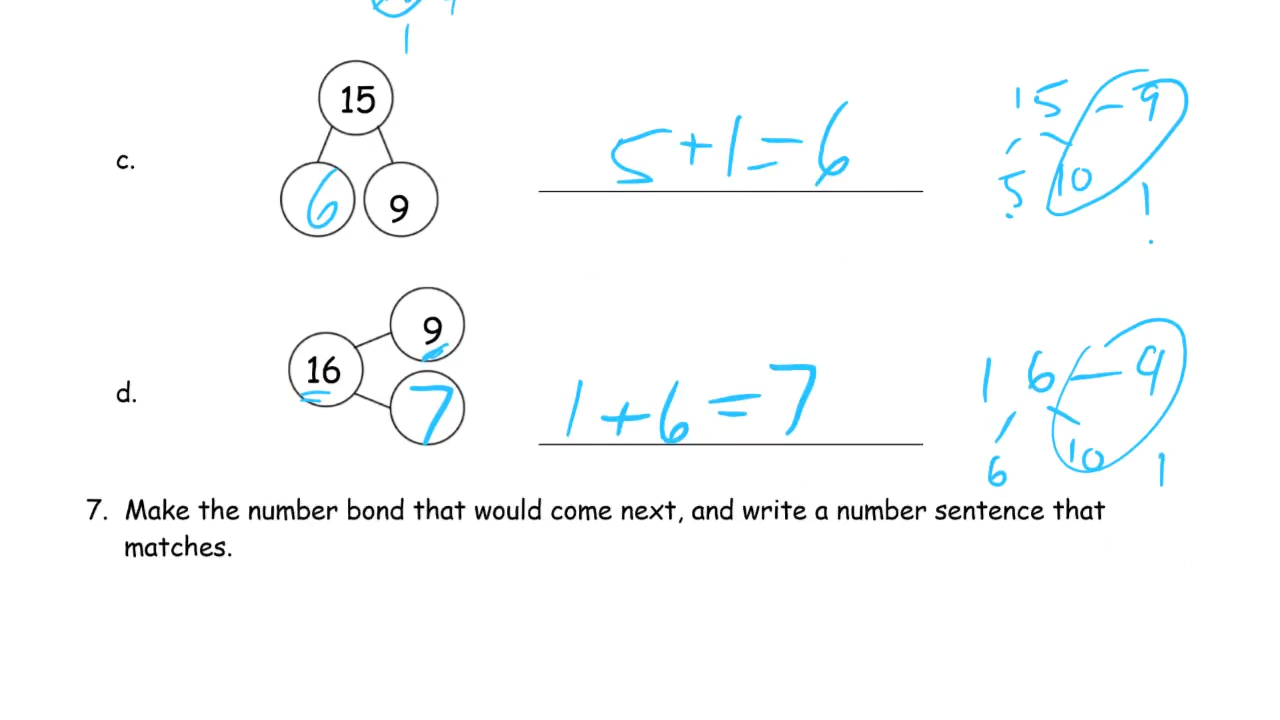 1
15
6 9
c. 5+1=6
15 - 9
5 10 1
9
16
7
d. 1+6=7
16 - 9
6 10 1
7. Make the number bond that would come next, and write a number sentence that
matches.